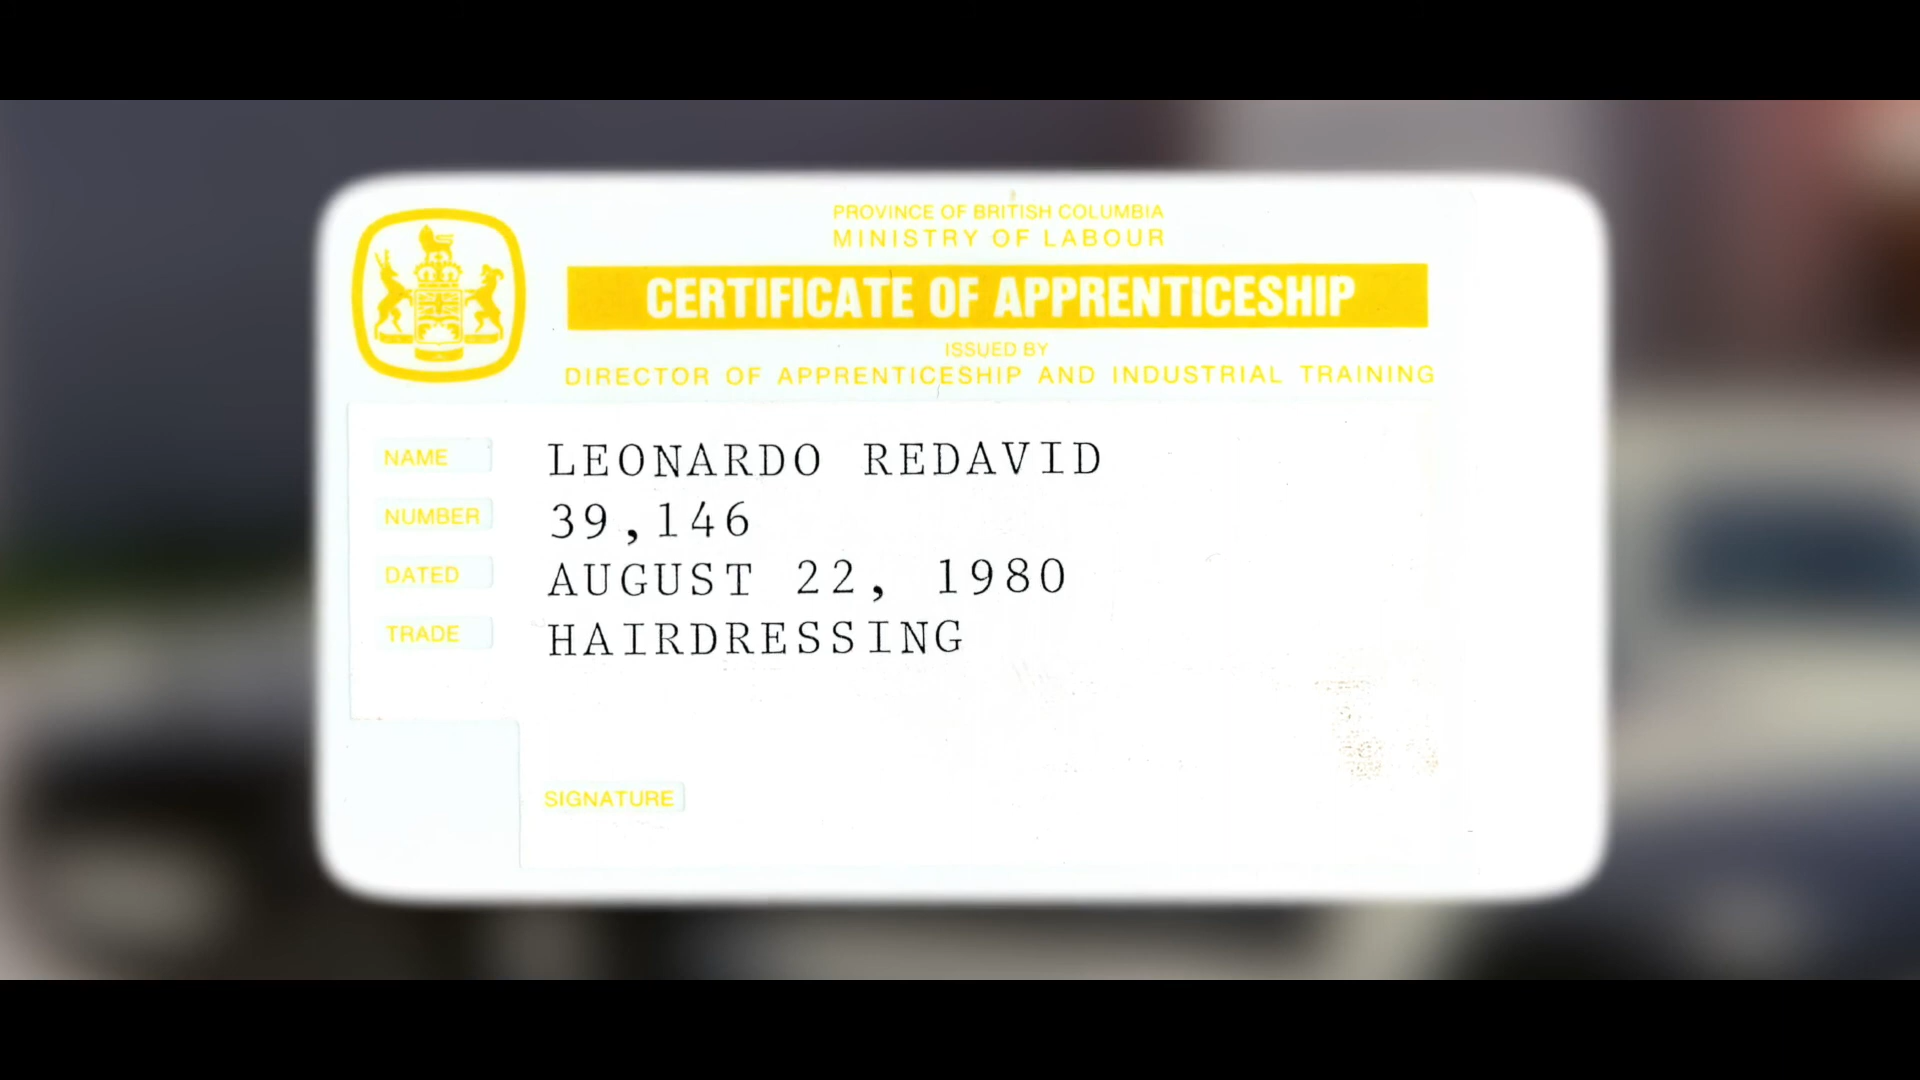 PROVINCE OF BRITISH COLUMBIA
MINISTRY OF LABOUR
CERTIFICATE OF APPRENTICESHIP
ISSUED BY
DIRECTOR OF APPRENTICESHIP AND INDUSTRIAL TRAINING
NAME LEONARDO REDAVID
NUMBER 39,146
DATED AUGUST 22, 1980
TRADE HAIRDRESSING
SIGNATURE